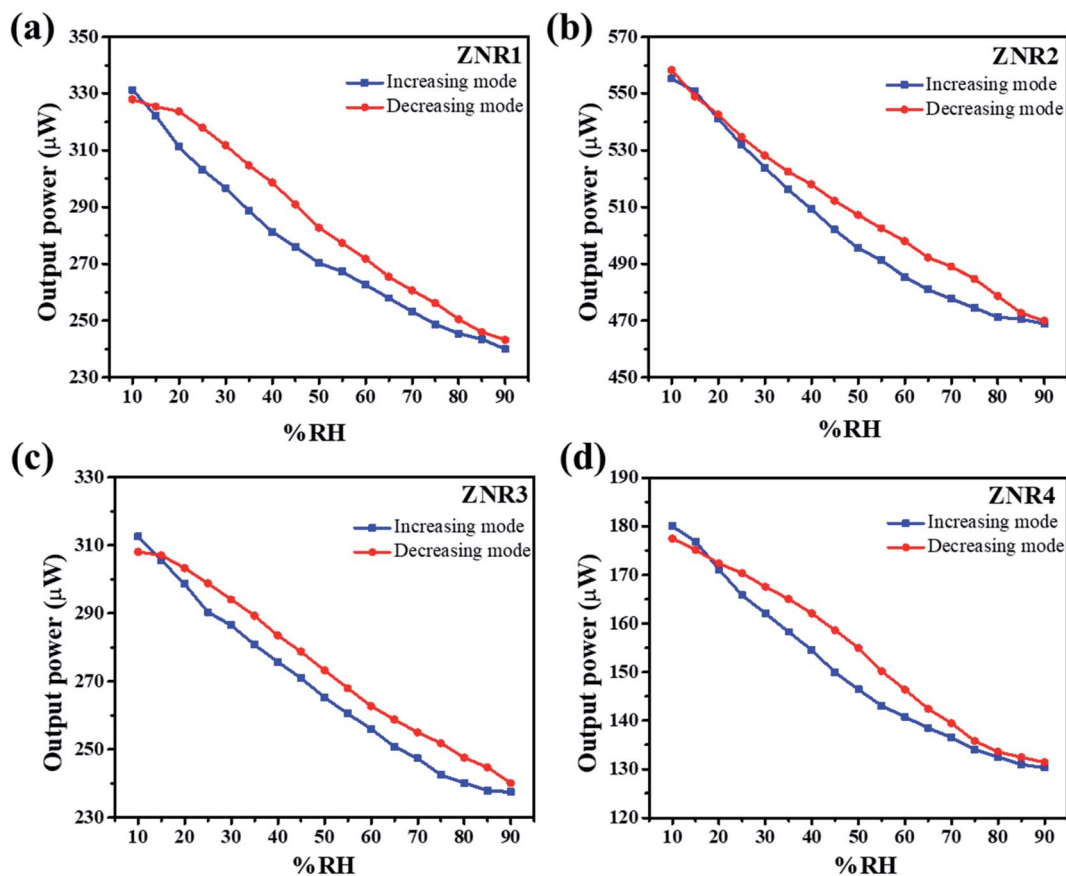 (a)
ZNR1
Increasing mode
Decreasing mode
350
330
310
290
270
250
230
Output power (μW)
10 20 30 40 50 60 70 80 90
%RH
(b)
ZNR2
Increasing mode
Decreasing mode
570
550
530
510
490
470
450
Output power (μW)
10 20 30 40 50 60 70 80 90
%RH
(c)
ZNR3
Increasing mode
Decreasing mode
330
310
290
270
250
230
Output power (μW)
10 20 30 40 50 60 70 80 90
%RH
(d)
ZNR4
Increasing mode
Decreasing mode
190
180
170
160
150
140
130
120
Output power (μW)
10 20 30 40 50 60 70 80 90
%RH